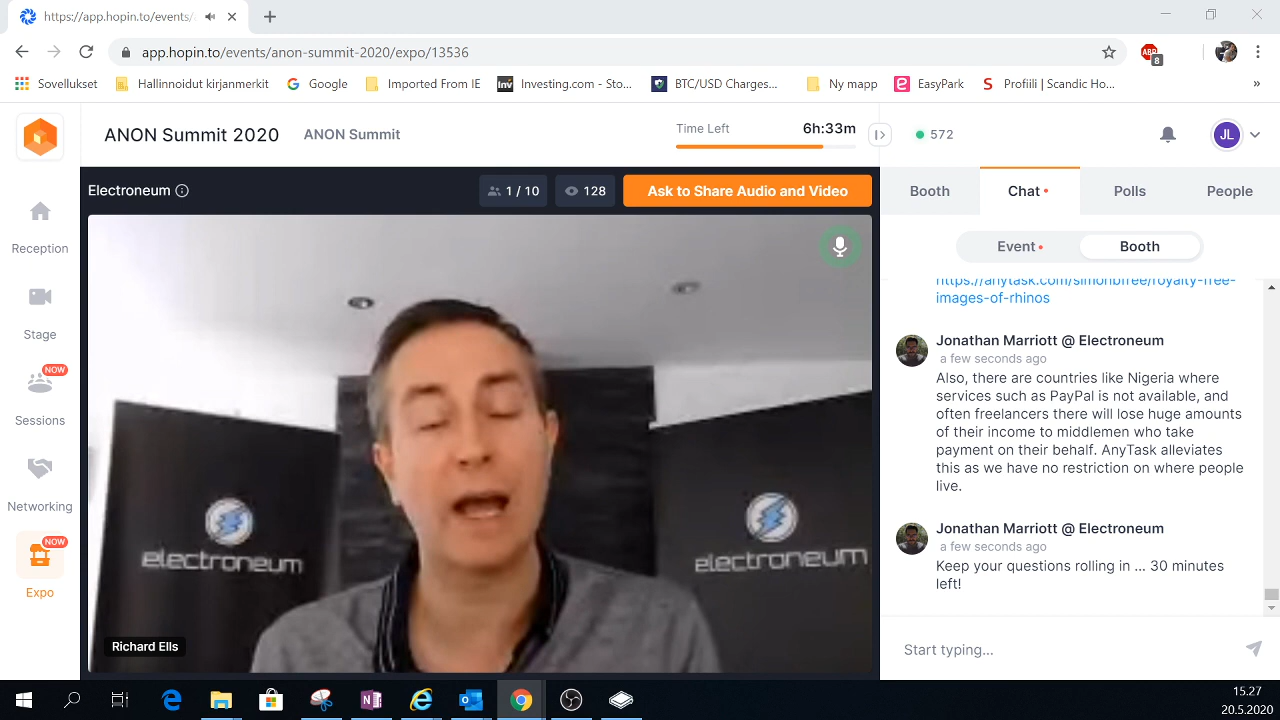 https://app.hopin.to/events/
app.hopin.to/events/anon-summit-2020/expo/13536
ABP
8
Sovellukset
Hallinnoidut kirjanmerkit
Google
Imported From IE
Inv
Investing.com - Sto...
BTC/USD Charges...
Ny mapp
EasyPark
S
Profiili | Scandic Ho...
»
ANON Summit 2020
ANON Summit
Time Left
6h:33m
572
JL
Electroneum
1 / 10
128
Ask to Share Audio and Video
Booth
Chat
Polls
People
Event
Booth
Reception
Stage
NOW
Sessions
Networking
NOW
Expo
electroneum
electroneum
Richard Ells
https://anytask.com/simonbfree/royalty-free-
images-of-rhinos
Jonathan Marriott @ Electroneum
a few seconds ago
Also, there are countries like Nigeria where
services such as PayPal is not available, and
often freelancers there will lose huge amounts
of their income to middlemen who take
payment on their behalf. AnyTask alleviates
this as we have no restriction on where people
live.
Jonathan Marriott @ Electroneum
a few seconds ago
Keep your questions rolling in ... 30 minutes
left!
Start typing...
15.27
20.5.2020